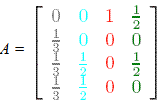 A = [ 0 0 1 1/2
1/3 0 0 0
1/3 1/2 0 1/2
1/3 1/2 0 0 ]